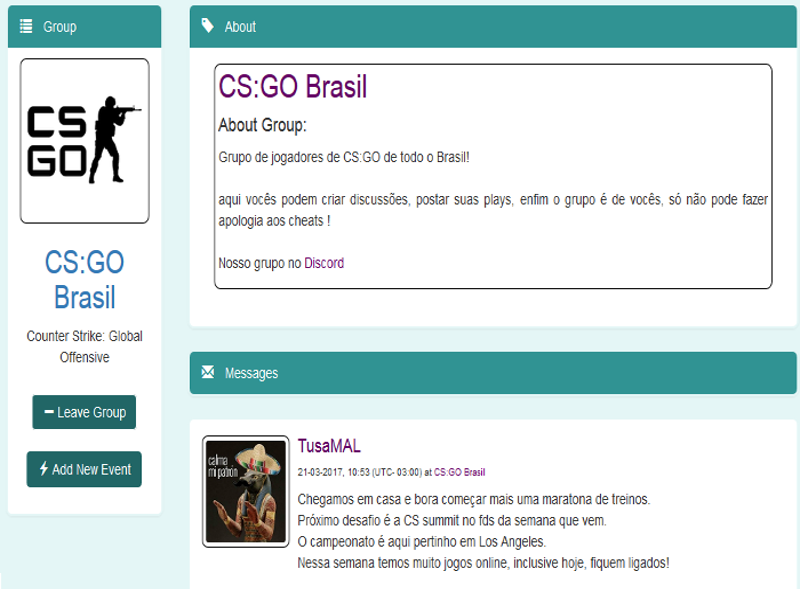 Group
CS
GO
CS:GO
Brasil
Counter Strike: Global
Offensive
Leave Group
Add New Event
About
CS:GO Brasil
About Group:
Grupo de jogadores de CS:GO de todo o Brasil!
aqui vocês podem criar discussões, postar suas plays, enfim o grupo é de vocês, só não pode fazer
apologia aos cheats !
Nosso grupo no Discord
Messages
calma
mi patrón
TusaMAL
21-03-2017, 10:53 (UTC- 03:00) at CS:GO Brasil
Chegamos em casa e bora começar mais uma maratona de treinos.
Próximo desafio é a CS summit no fds da semana que vem.
O campeonato é aqui pertinho em Los Angeles.
Nessa semana temos muito jogos online, inclusive hoje, fiquem ligados!